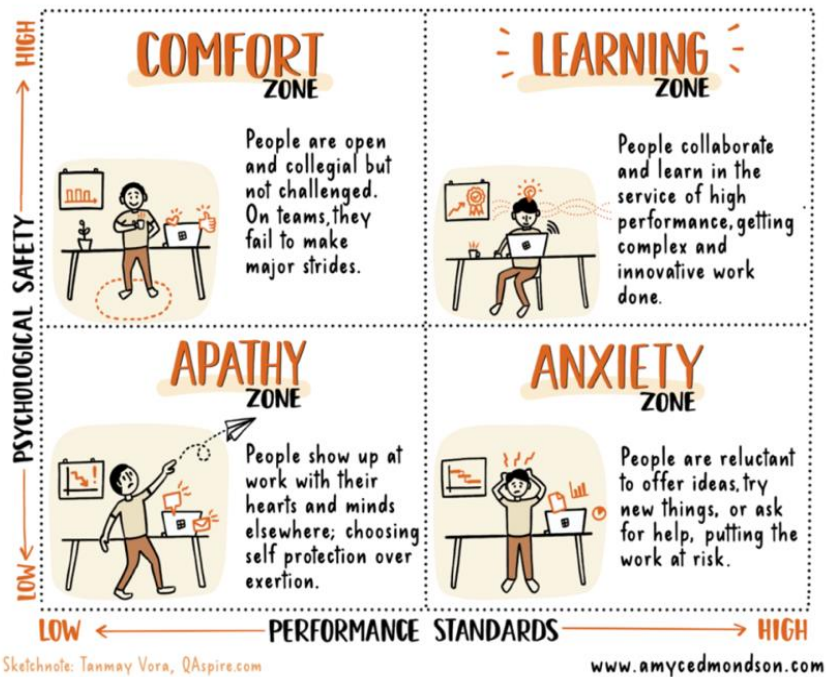 COMFORT
ZONE
People are open
and collegial but
not challenged.
On teams, they
fail to make
major strides.
LEARNING
ZONE
People collaborate
and learn in the
service of high
performance, getting
complex and
innovative work
done.
APATHY
ZONE
People show up at
work with their
hearts and minds
elsewhere; choosing
self protection over
exertion.
ANXIETY
ZONE
People are reluctant
to offer ideas, try
new things, or ask
for help, putting the
work at risk.
HIGH
PSYCHOLOGICAL SAFETY
LOW
LOW
PERFORMANCE STANDARDS
HIGH
Sketchnote: Tanmay Vora, QAspire.com
www.amycedmondson.com